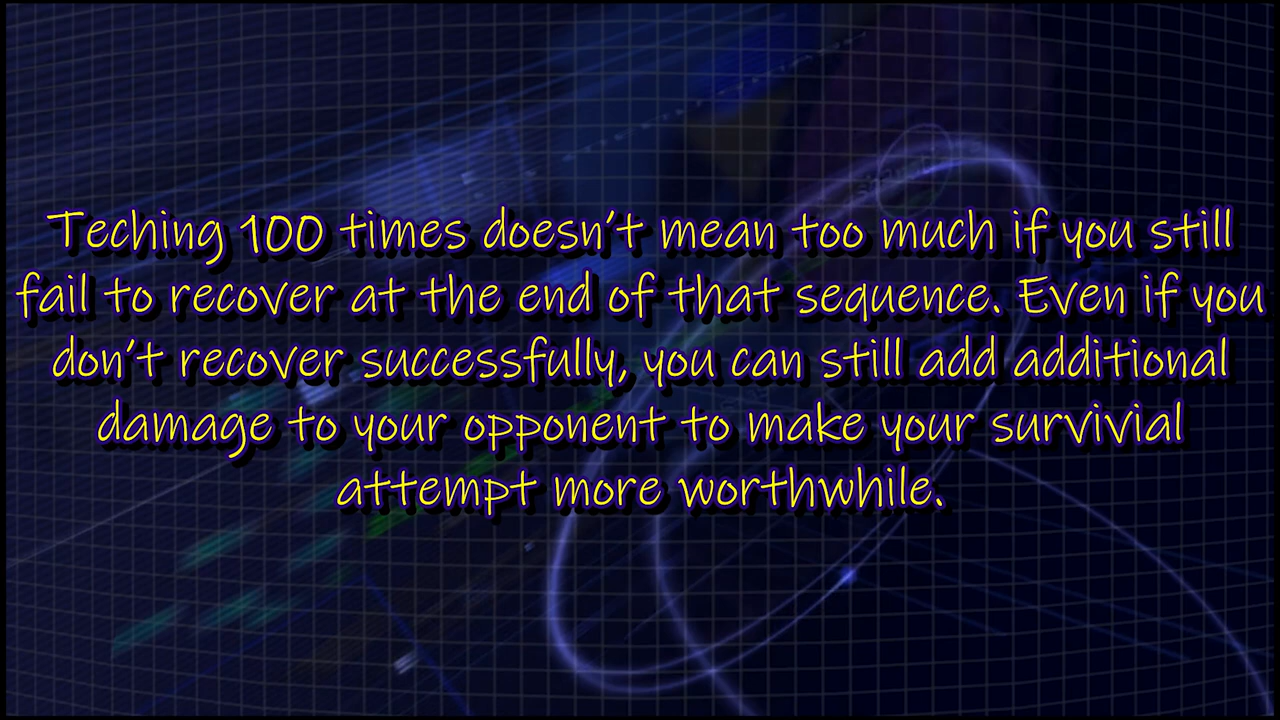 Teching 100 times doesn't mean too much if you still
fail to recover at the end of that sequence. Even if you
don't recover successfully, you can still add additional
damage to your opponent to make your survivial
attempt more worthwhile.